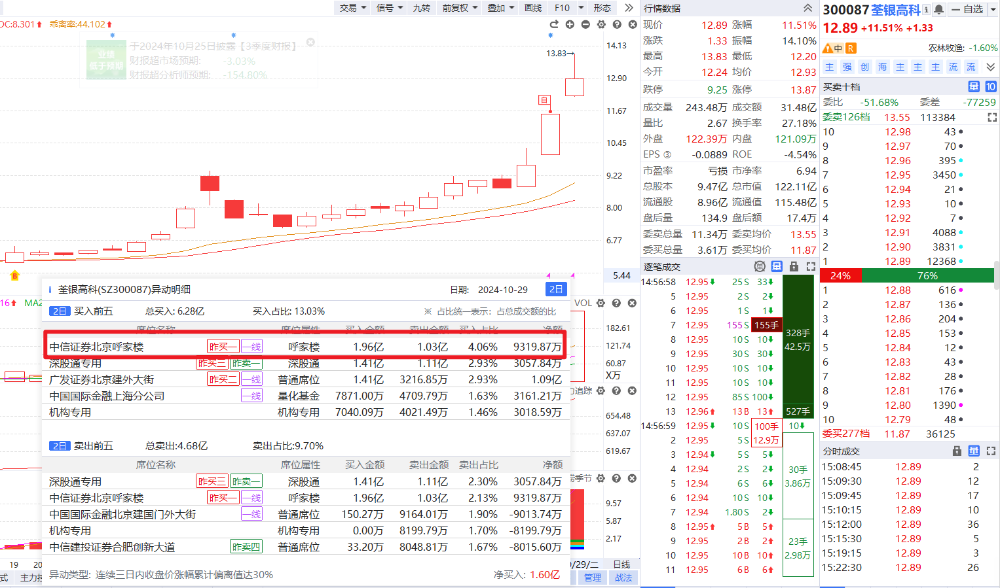 交易 信号 九转 前复权 叠加 画线 F10 形态
OC:8.301 乖离率:44.102
业绩
低于预期
于2024年10月25日披露【3季度财报】
财报超市场预期: -3.03%
财报超分析师预期: -154.80%
13.83→
自
B
14.13
12.90
11.67
10.45
9.22
8.00
6.77
5.44
16 MA2
VOL
182.61
121.74
60.87
X万
力追踪
654.48
637.07
619.67
季节
9.57
5.87
2.17
19 20
/29/二 日线
式 主力控
管理 战法
荃银高科(SZ300087)异动明细 日期: 2024-10-29 2日
2日 买入前五 总买入: 6.28亿 买入占比: 13.03% ※ 占比统一表示: 占总成交额的比
席位名称 席位属性 买入金额 卖出金额 买入占比 净额
中信证券北京呼家楼 昨买一 一线 呼家楼 1.96亿 1.03亿 4.06% 9319.87万
深股通专用 昨买三 昨卖一 深股通 1.41亿 1.11亿 2.93% 3057.84万
广发证券北京建外大街 昨买二 一线 普通席位 1.41亿 3216.85万 2.93% 1.09亿
中国国际金融上海分公司 一线 量化基金 7871.00万 4709.79万 1.63% 3161.21万
机构专用 机构专用 7040.09万 4021.49万 1.46% 3018.59万
2日 卖出前五 总卖出:4.68亿 卖出占比:9.70%
席位名称 席位属性 买入金额 卖出金额 卖出占比 净额
深股通专用 昨买三 昨卖一 深股通 1.41亿 1.11亿 2.30% 3057.84万
中信证券北京呼家楼 昨买一 一线 呼家楼 1.96亿 1.03亿 2.13% 9319.87万
中国国际金融北京建国门外大街 一线 普通席位 150.27万 9164.01万 1.90% -9013.74万
机构专用 机构专用 0.00万 8199.79万 1.70% -8199.79万
中信建投证券合肥创新大道 昨卖四 普通席位 33.20万 8048.81万 1.67% -8015.60万
异动类型: 连续三日内收盘价涨幅累计偏离值达30% 净买入: 1.60亿
行情数据
现价 12.89 涨幅 11.51%
涨跌 1.33 振幅 14.10%
最高 13.83 最低 12.20
今开 12.24 均价 12.93
跌停 9.25 涨停 13.87
成交量 243.48万 成交额 31.48亿
量比 2.67 换手率 27.18%
外盘 122.39万 内盘 121.09万
EPS ③ -0.0889 ROE -4.54%
市盈率 亏损 市净率 6.94
总股本 9.47亿 总市值 122.11亿
流通股 8.96亿 流通值 115.48亿
盘后量 134.9 盘后额 17.4万
委卖总量 11.34万 委卖均价 13.55
委买总量 3.61万 委买均价 11.87
逐笔成交 量
14:56:58 12.95 25 S 33
5 12.95 2 S 2
6 12.95 1 S 1
7 12.95 155 S 155手
8 12.95 10 S 10
9 12.95 30 S 30
10 12.95 10 S 10
11 12.95 10 S 10
12 12.95 85 S 100
13 12.96 13 B 13
328手
42.5万
527手
14:56:59 12.95 10 S 100手 10
2 12.95 5 S 12.9万
3 12.94 5 S 5
4 12.94 2 S 2
5 12.94 6 S 6
6 12.94 10 S 10
7 12.94 1.80 S 2
8 12.95 5 B 5
9 12.95 2 B 2
10 12.95 10 B 10
11 12.95 6 B 6
30手
3.86万
23手
2.98万
300087 荃银高科 自选
12.89 +11.51% +1.33
中 R 农林牧渔: -1.60%
主 强 创 海 主 主 主 流 流
买卖十档 量 10
委比 -51.68% 委差 -77259
委卖126档 13.55 113384
10 12.98 43
9 12.97 70
8 12.96 395
7 12.95 3450
6 12.94 21
5 12.93 10
4 12.92 7
3 12.91 4088
2 12.90 3831
1 12.89 12368
24% 76%
1 12.88 616
2 12.87 136
3 12.86 204
4 12.85 153
5 12.84 12
6 12.83 43
7 12.82 28
8 12.81 176
9 12.80 1390
10 12.79 48
委买277档 11.87 36125
分时成交 量
15:08:45 12.89 2
15:09:30 12.89 12
15:09:45 12.89 17
15:10:15 12.89 10
15:12:00 12.89 36
15:15:30 12.89 5
15:19:15 12.89 3
15:22:30 12.89 26